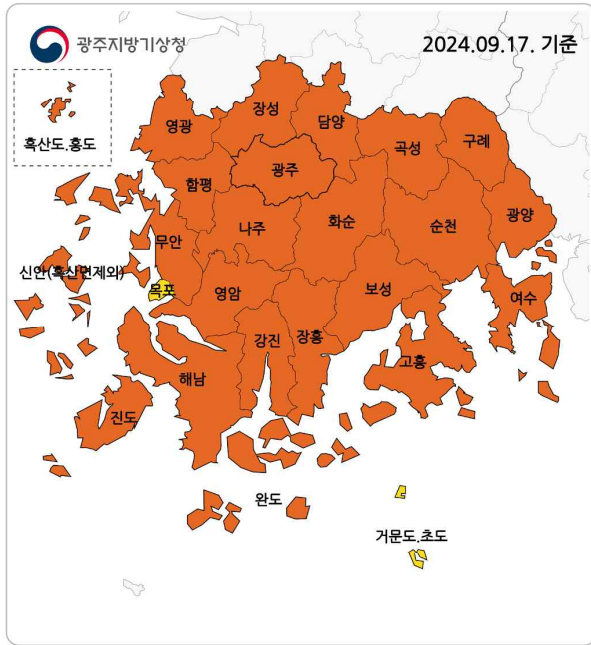 광주지방기상청
2024.09.17. 기준
흑산도.홍도
영광
장성
담양
곡성
구례
함평
광주
무안
나주
화순
순천
광양
신안(흑산면제외)
목포
영암
보성
여수
강진
장흥
해남
고흥
진도
완도
거문도.초도